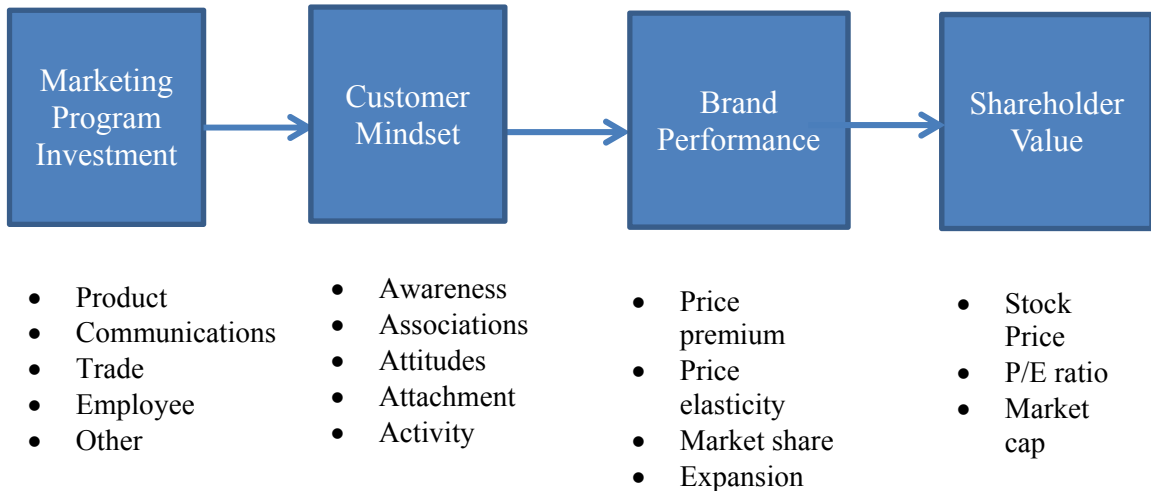 Marketing
Program
Investment
Customer
Mindset
Brand
Performance
Shareholder
Value
• Product
• Communications
• Trade
• Employee
• Other
• Awareness
• Associations
• Attitudes
• Attachment
• Activity
• Price
premium
• Price
elasticity
• Market share
• Expansion
• Stock
Price
• P/E ratio
• Market
cap